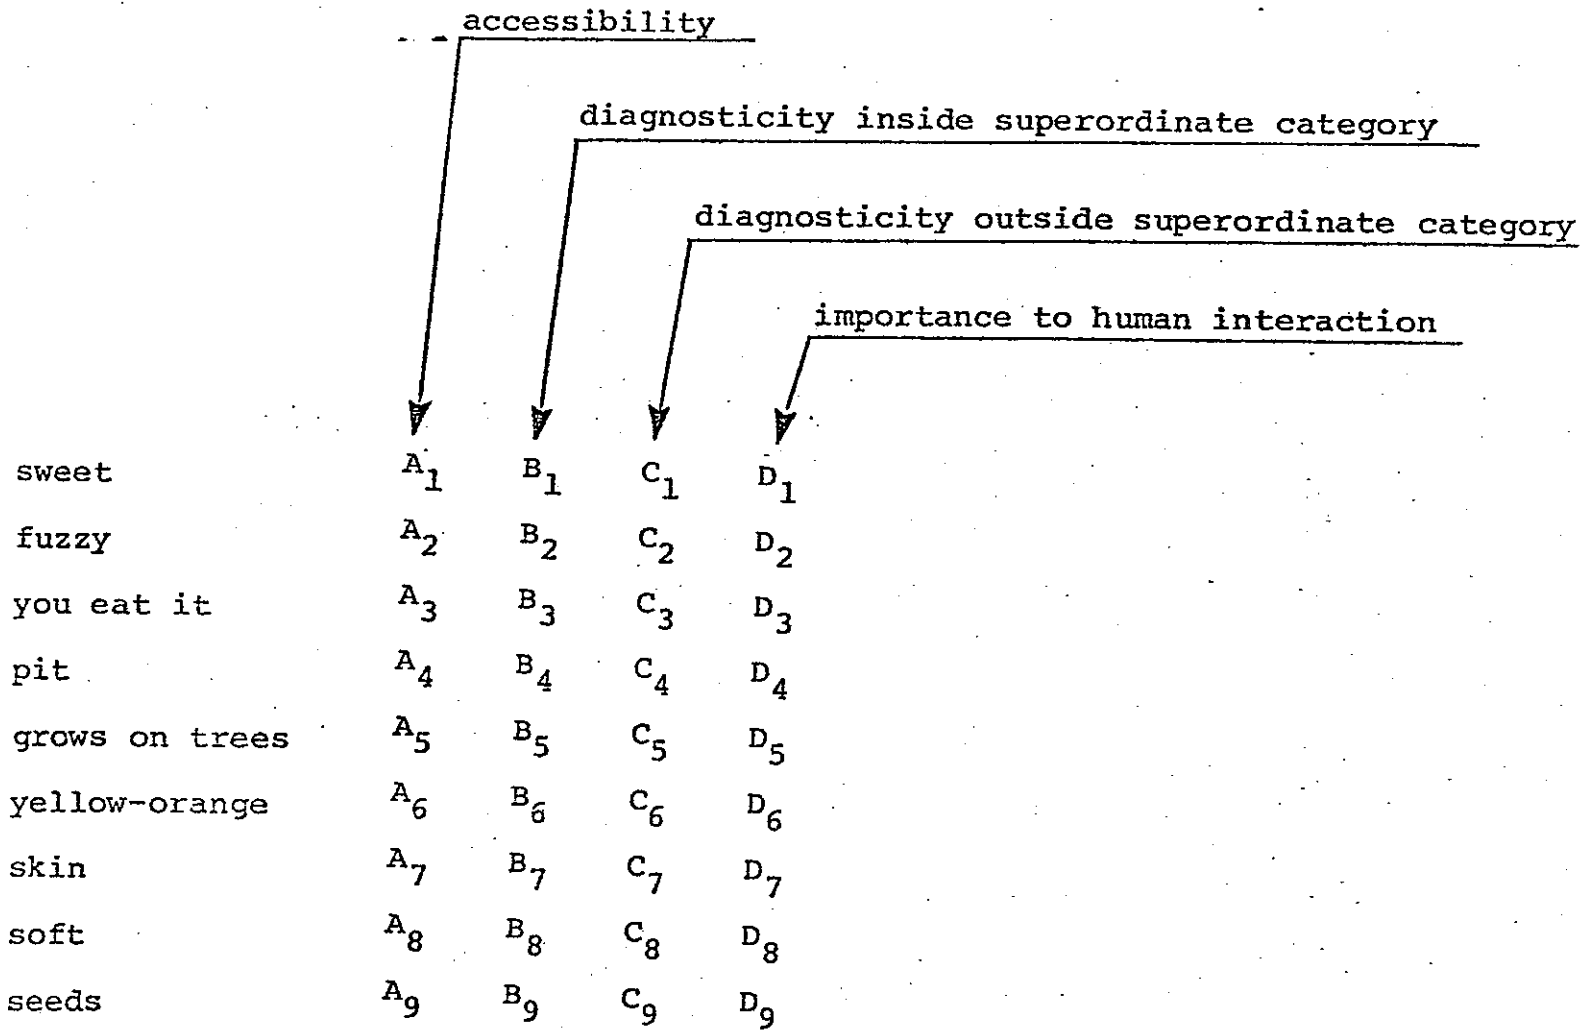 accessibility
diagnosticity inside superordinate category
diagnosticity outside superordinate category
importance to human interaction
sweet A₁ B₁ C₁ D₁
fuzzy A₂ B₂ C₂ D₂
you eat it A₃ B₃ C₃ D₃
pit A₄ B₄ C₄ D₄
grows on trees A₅ B₅ C₅ D₅
yellow-orange A₆ B₆ C₆ D₆
skin A₇ B₇ C₇ D₇
soft A₈ B₈ C₈ D₈
seeds A₉ B₉ C₉ D₉